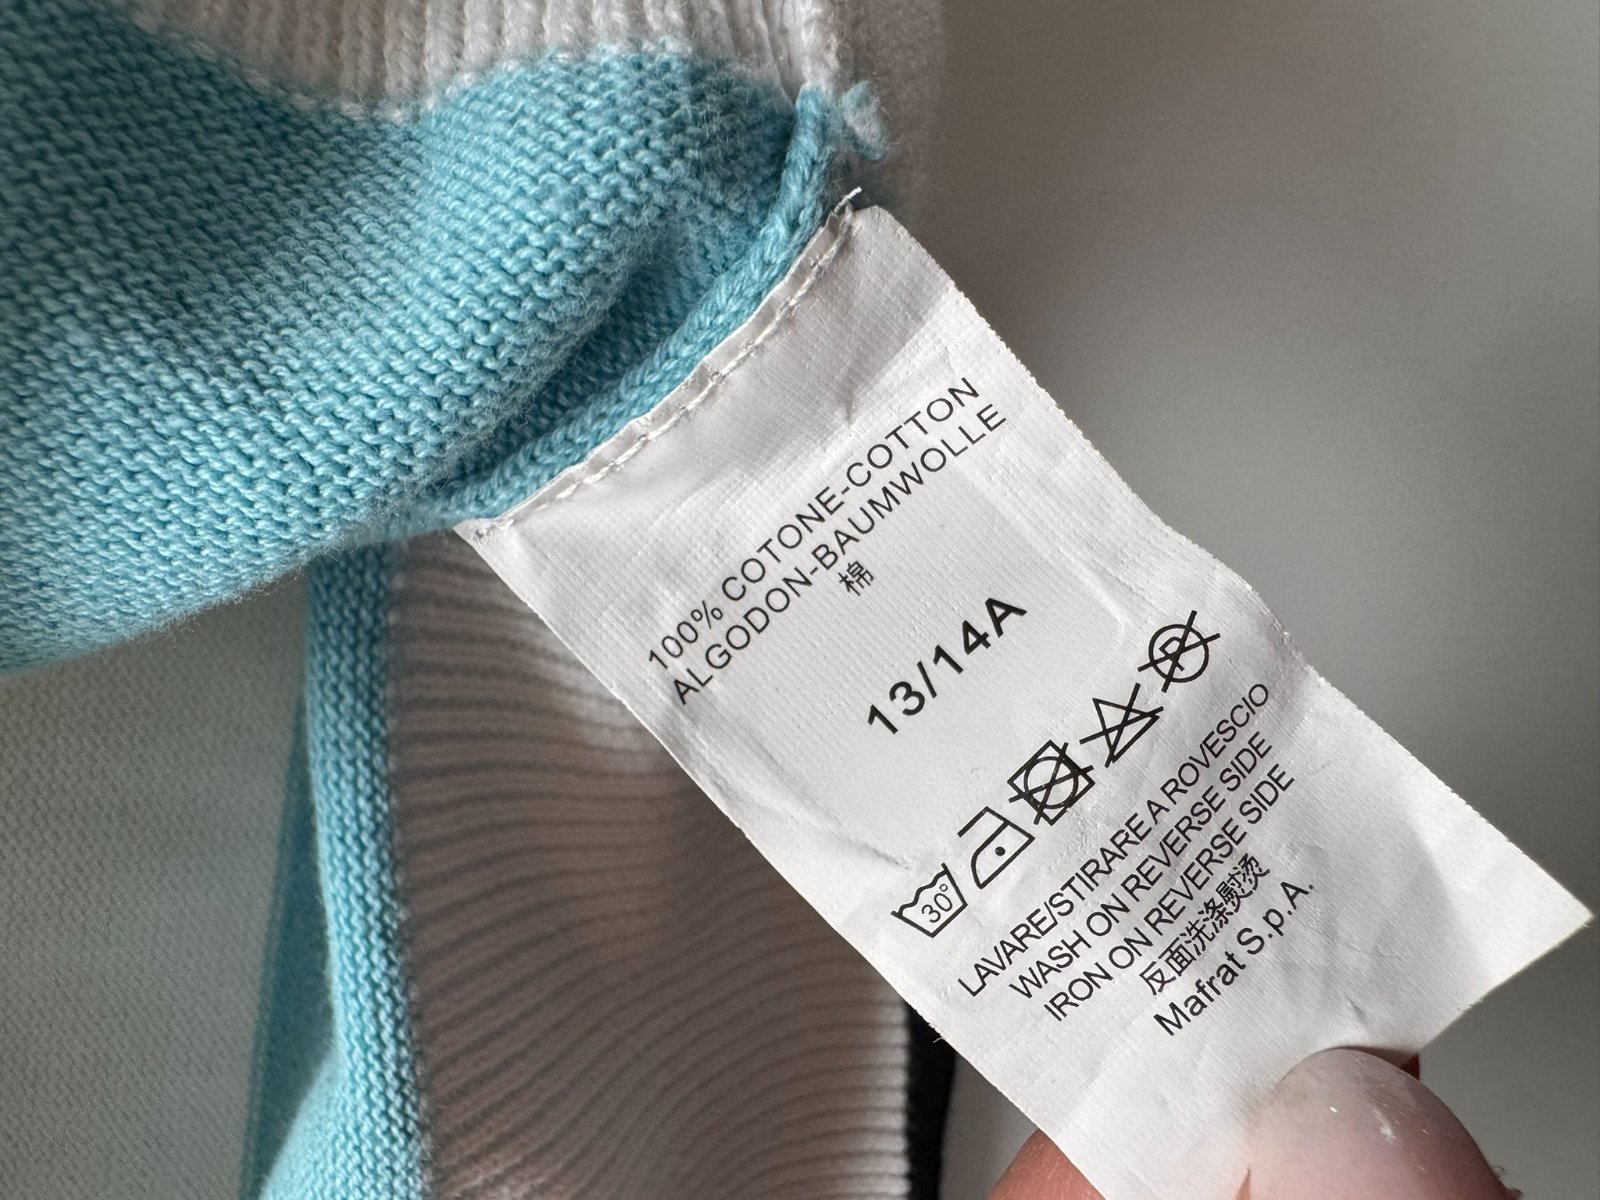 100% COTONE-COTTON
ALGODON-BAUMWOLLE
棉
13/14A
30°
P
LAVARE/STIRARE A ROVESCIO
WASH ON REVERSE SIDE
IRON ON REVERSE SIDE
反面洗涤熨烫
Mafrat S.p.A.